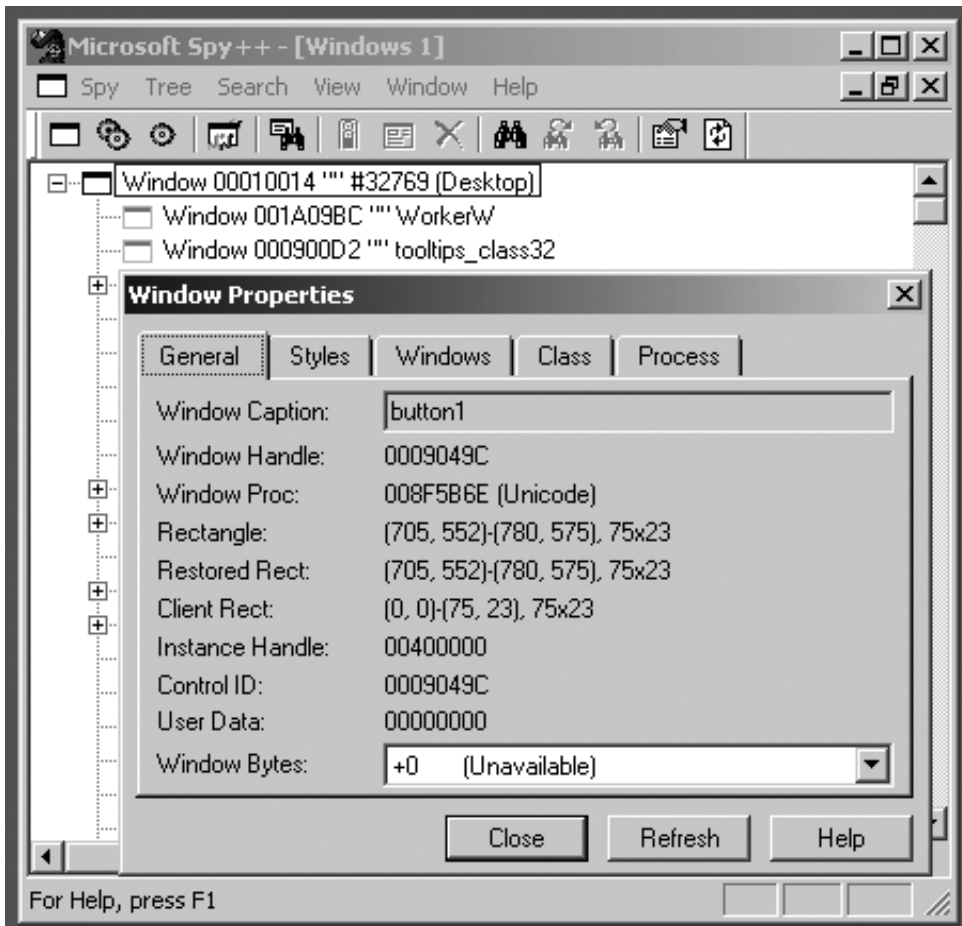 Microsoft Spy++ - [Windows 1]
Spy Tree Search View Window Help
Window 00010014 "" #32769 (Desktop)
Window 001A09BC "" WorkerW
Window 000900D2 "" tooltips_class32
Window Properties
General Styles Windows Class Process
Window Caption: button1
Window Handle: 0009049C
Window Proc: 008F5B6E (Unicode)
Rectangle: (705, 552)-(780, 575), 75x23
Restored Rect: (705, 552)-(780, 575), 75x23
Client Rect: (0, 0)-(75, 23), 75x23
Instance Handle: 00400000
Control ID: 0009049C
User Data: 00000000
Window Bytes: +0 (Unavailable)
Close Refresh Help
For Help, press F1